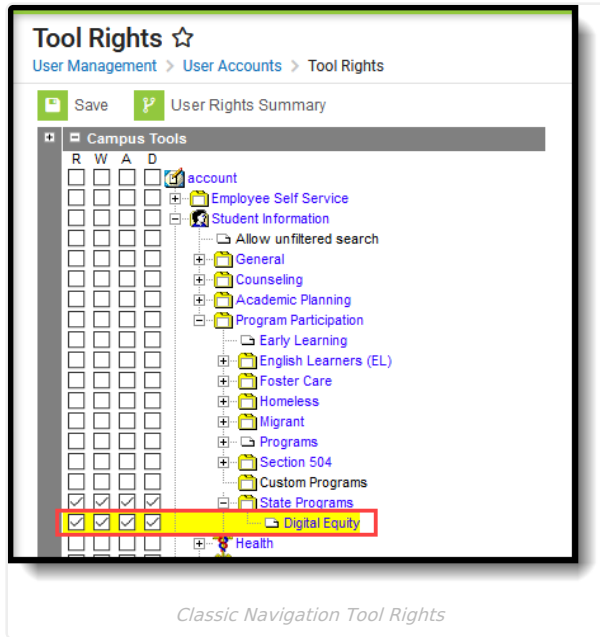 Tool Rights
User Management > User Accounts > Tool Rights
Save User Rights Summary
Campus Tools
R W A D
account
Employee Self Service
Student Information
Allow unfiltered search
General
Counseling
Academic Planning
Program Participation
Early Learning
English Learners (EL)
Foster Care
Homeless
Migrant
Programs
Section 504
Custom Programs
State Programs
Digital Equity
Health
Classic Navigation Tool Rights